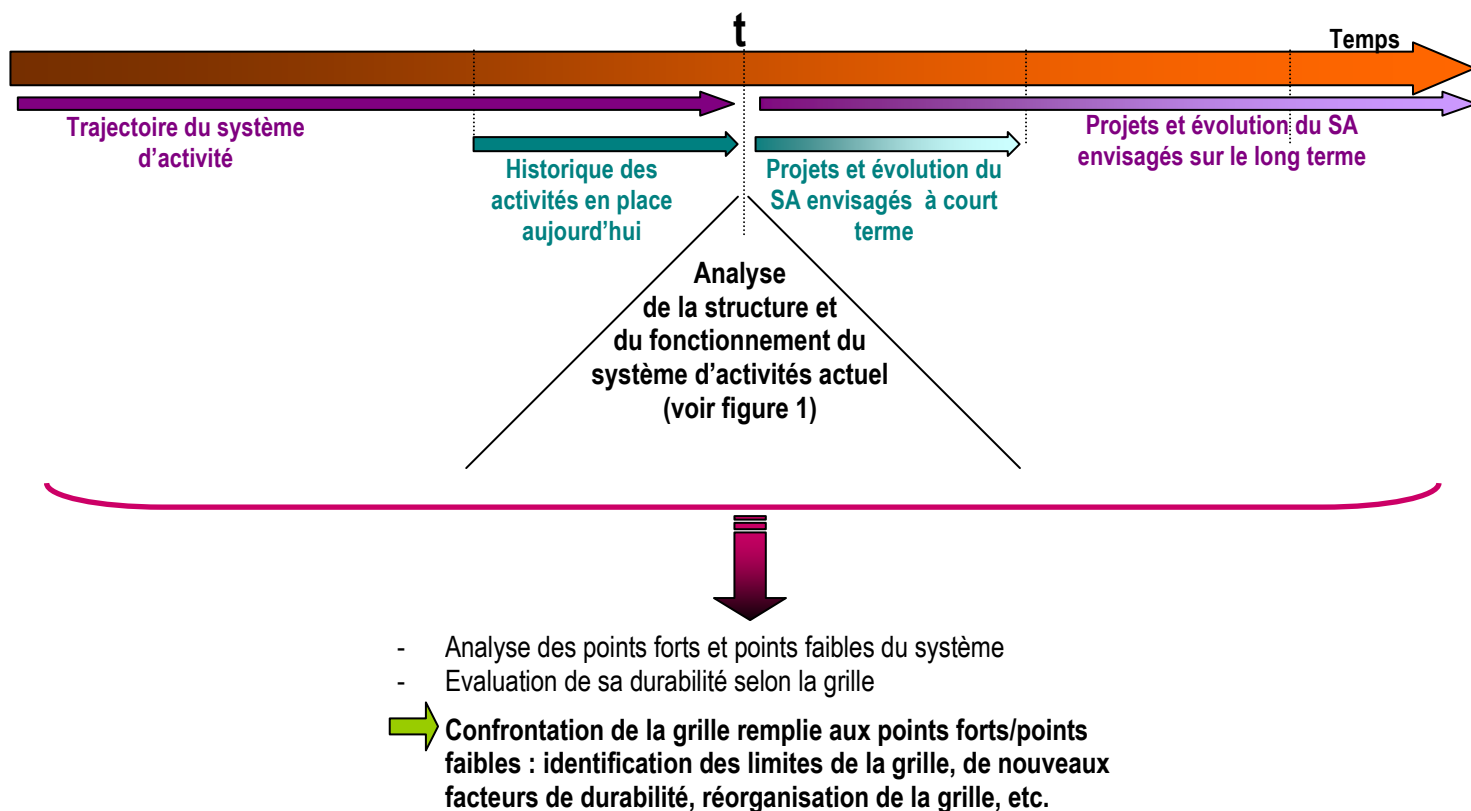 t
Temps
Trajectoire du système
d’activité
Projets et évolution du SA
envisagés sur le long terme
Historique des
activités en place
aujourd’hui
Projets et évolution du
SA envisagés à court
terme
Analyse
de la structure et
du fonctionnement du
système d’activités actuel
(voir figure 1)
- Analyse des points forts et points faibles du système
- Evaluation de sa durabilité selon la grille
Confrontation de la grille remplie aux points forts/points
faibles : identification des limites de la grille, de nouveaux
facteurs de durabilité, réorganisation de la grille, etc.